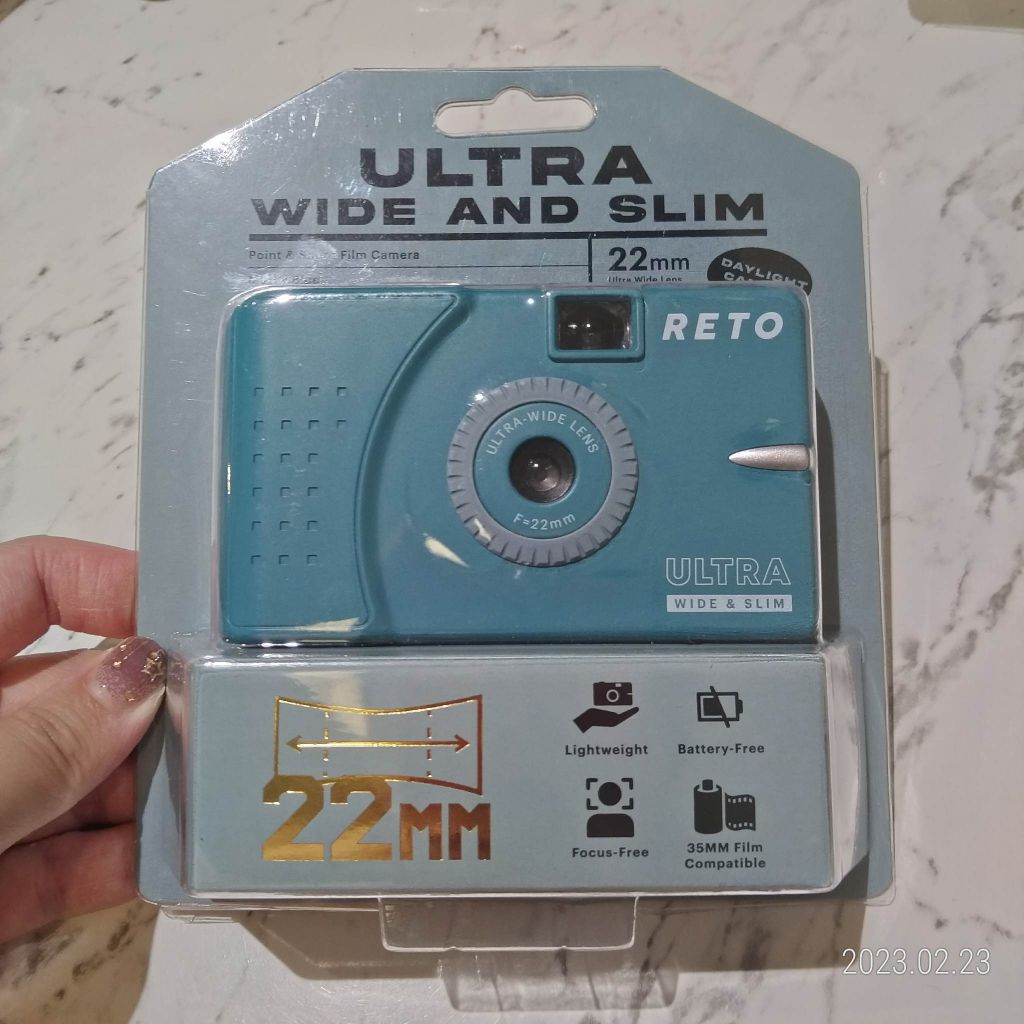 ULTRA
WIDE AND SLIM
Point & Film Camera
22mm
Ultra Wide Lens
DAYLIGHT
RETO
ULTRA-WIDE LENS
F=22mm
ULTRA
WIDE & SLIM
22MM
Lightweight
Battery-Free
Focus-Free
35MM Film
Compatible
2023.02.23